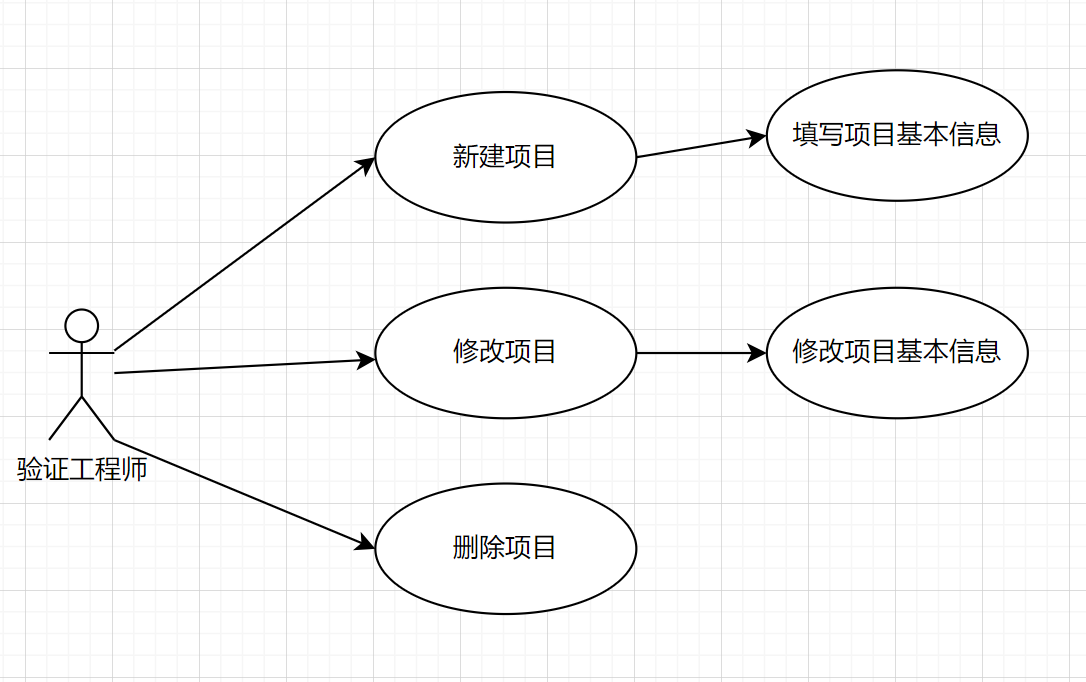 新建项目
填写项目基本信息
修改项目
修改项目基本信息
验证工程师
删除项目